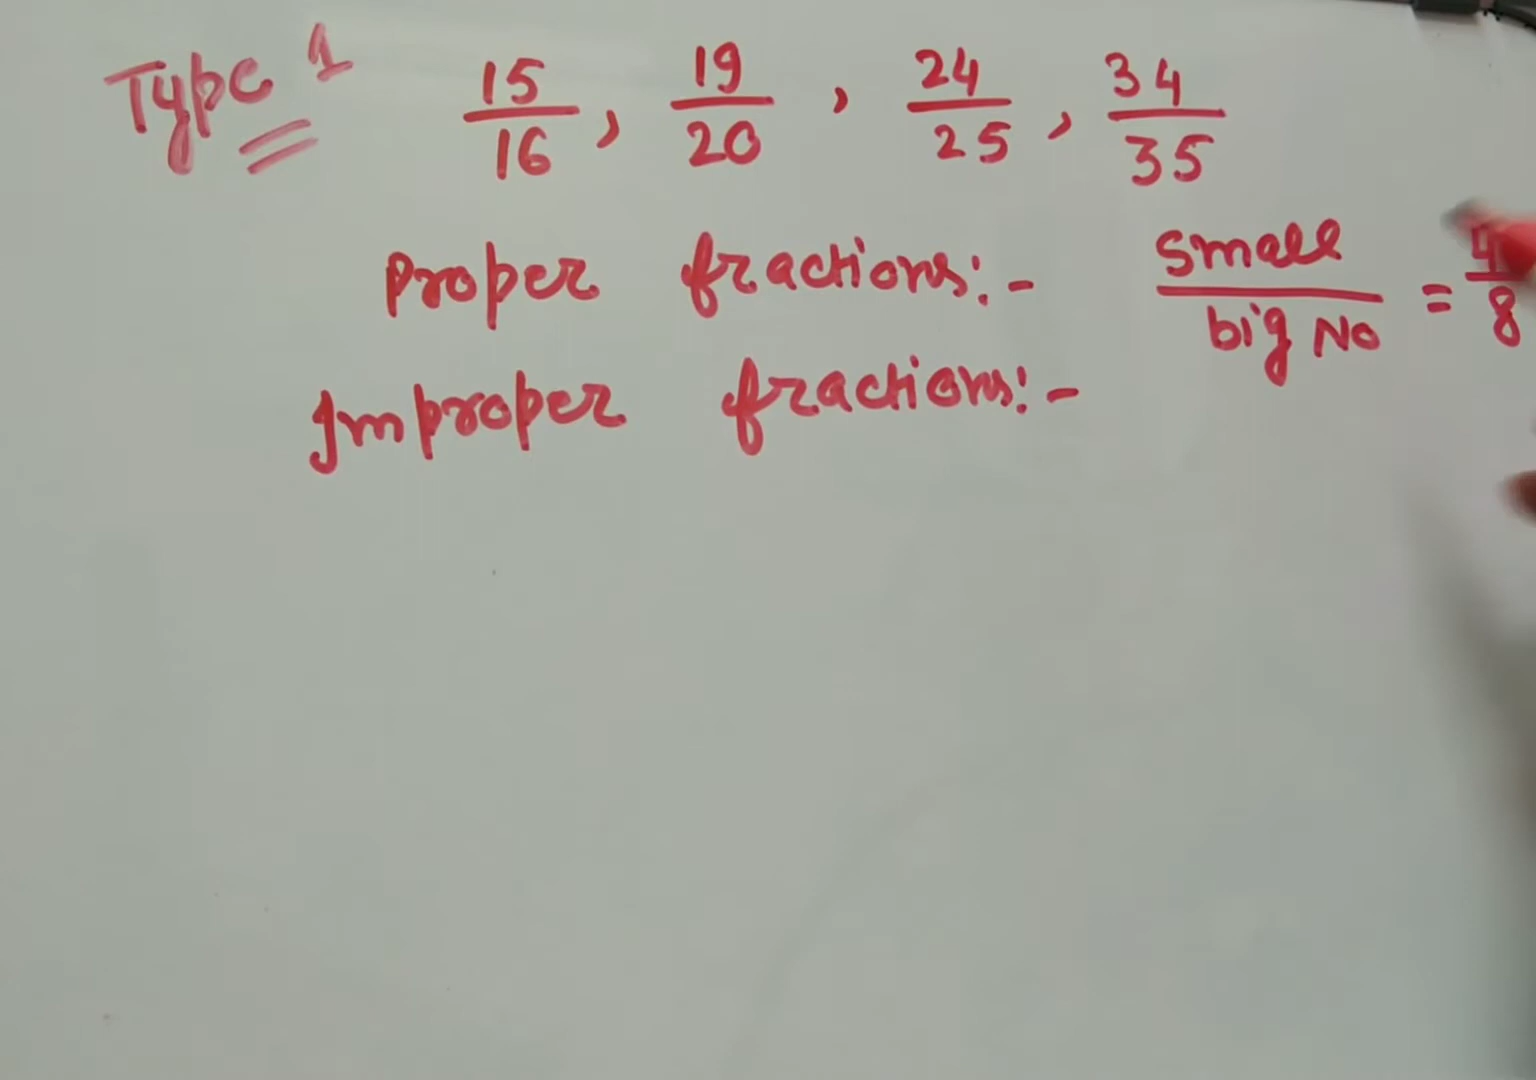 Type 1 15/16, 19/20, 24/25, 34/35
Proper fractions:- small/big No = 4/8
Improper fractions:-